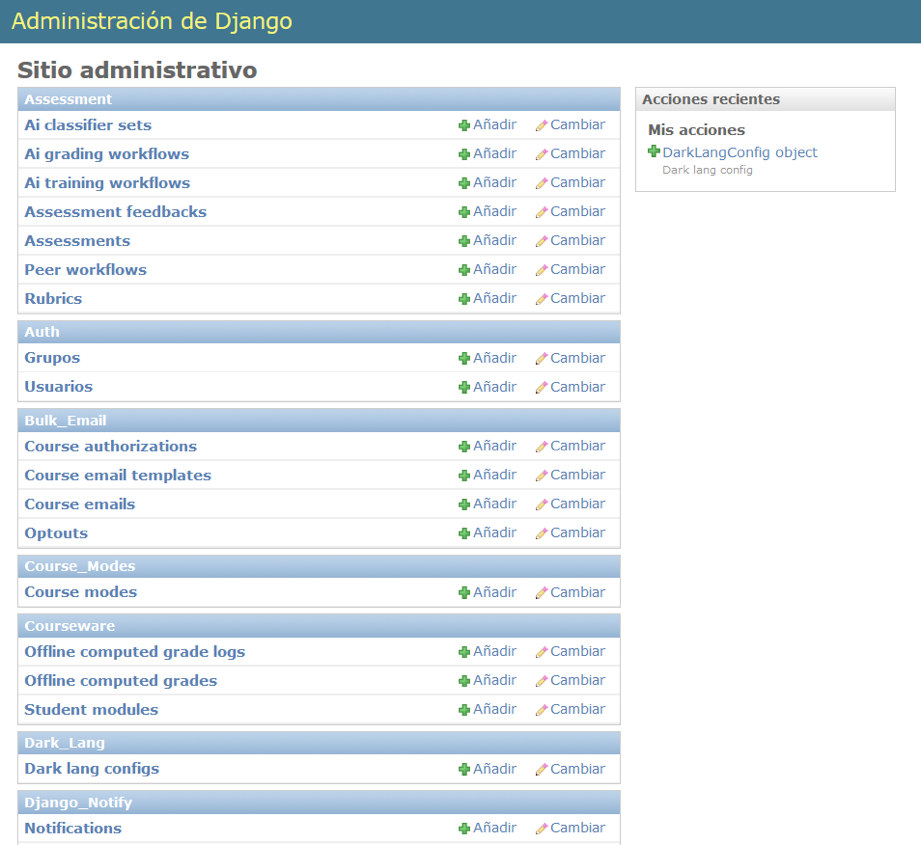 Administración de Django
Sitio administrativo
Assessment
Ai classifier sets Añadir Cambiar
Ai grading workflows Añadir Cambiar
Ai training workflows Añadir Cambiar
Assessment feedbacks Añadir Cambiar
Assessments Añadir Cambiar
Peer workflows Añadir Cambiar
Rubrics Añadir Cambiar
Auth
Grupos Añadir Cambiar
Usuarios Añadir Cambiar
Bulk_Email
Course authorizations Añadir Cambiar
Course email templates Añadir Cambiar
Course emails Añadir Cambiar
Optouts Añadir Cambiar
Course_Modes
Course modes Añadir Cambiar
Courseware
Offline computed grade logs Añadir Cambiar
Offline computed grades Añadir Cambiar
Student modules Añadir Cambiar
Dark_Lang
Dark lang configs Añadir Cambiar
Django_Notify
Notifications Añadir Cambiar
Acciones recientes
Mis acciones
DarkLangConfig object
Dark lang config